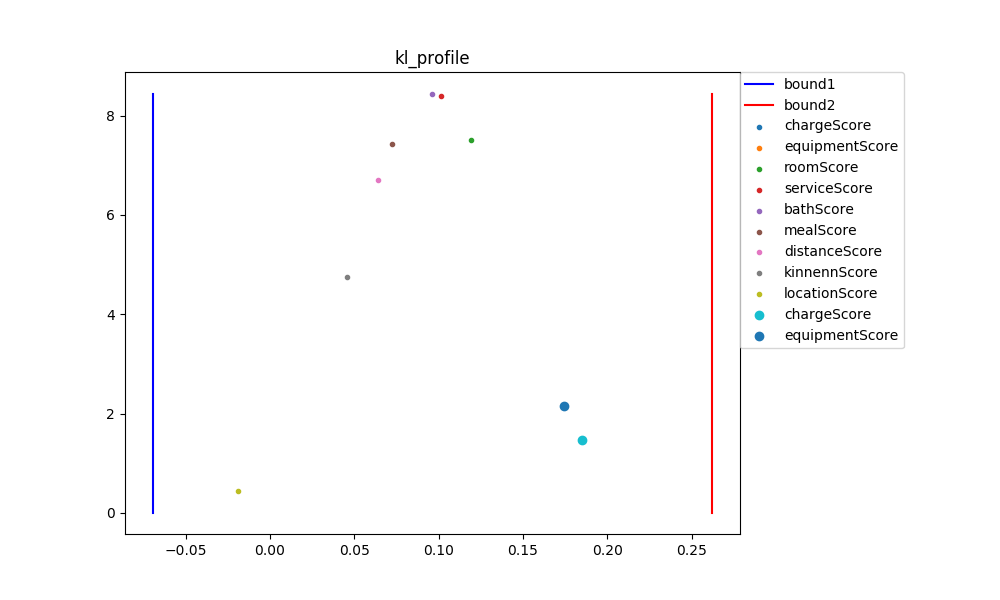 kl_profile
bound1
bound2
chargeScore
equipmentScore
roomScore
serviceScore
bathScore
mealScore
distanceScore
kinnennScore
locationScore
chargeScore
equipmentScore
8
6
4
2
0
−0.05 0.00 0.05 0.10 0.15 0.20 0.25